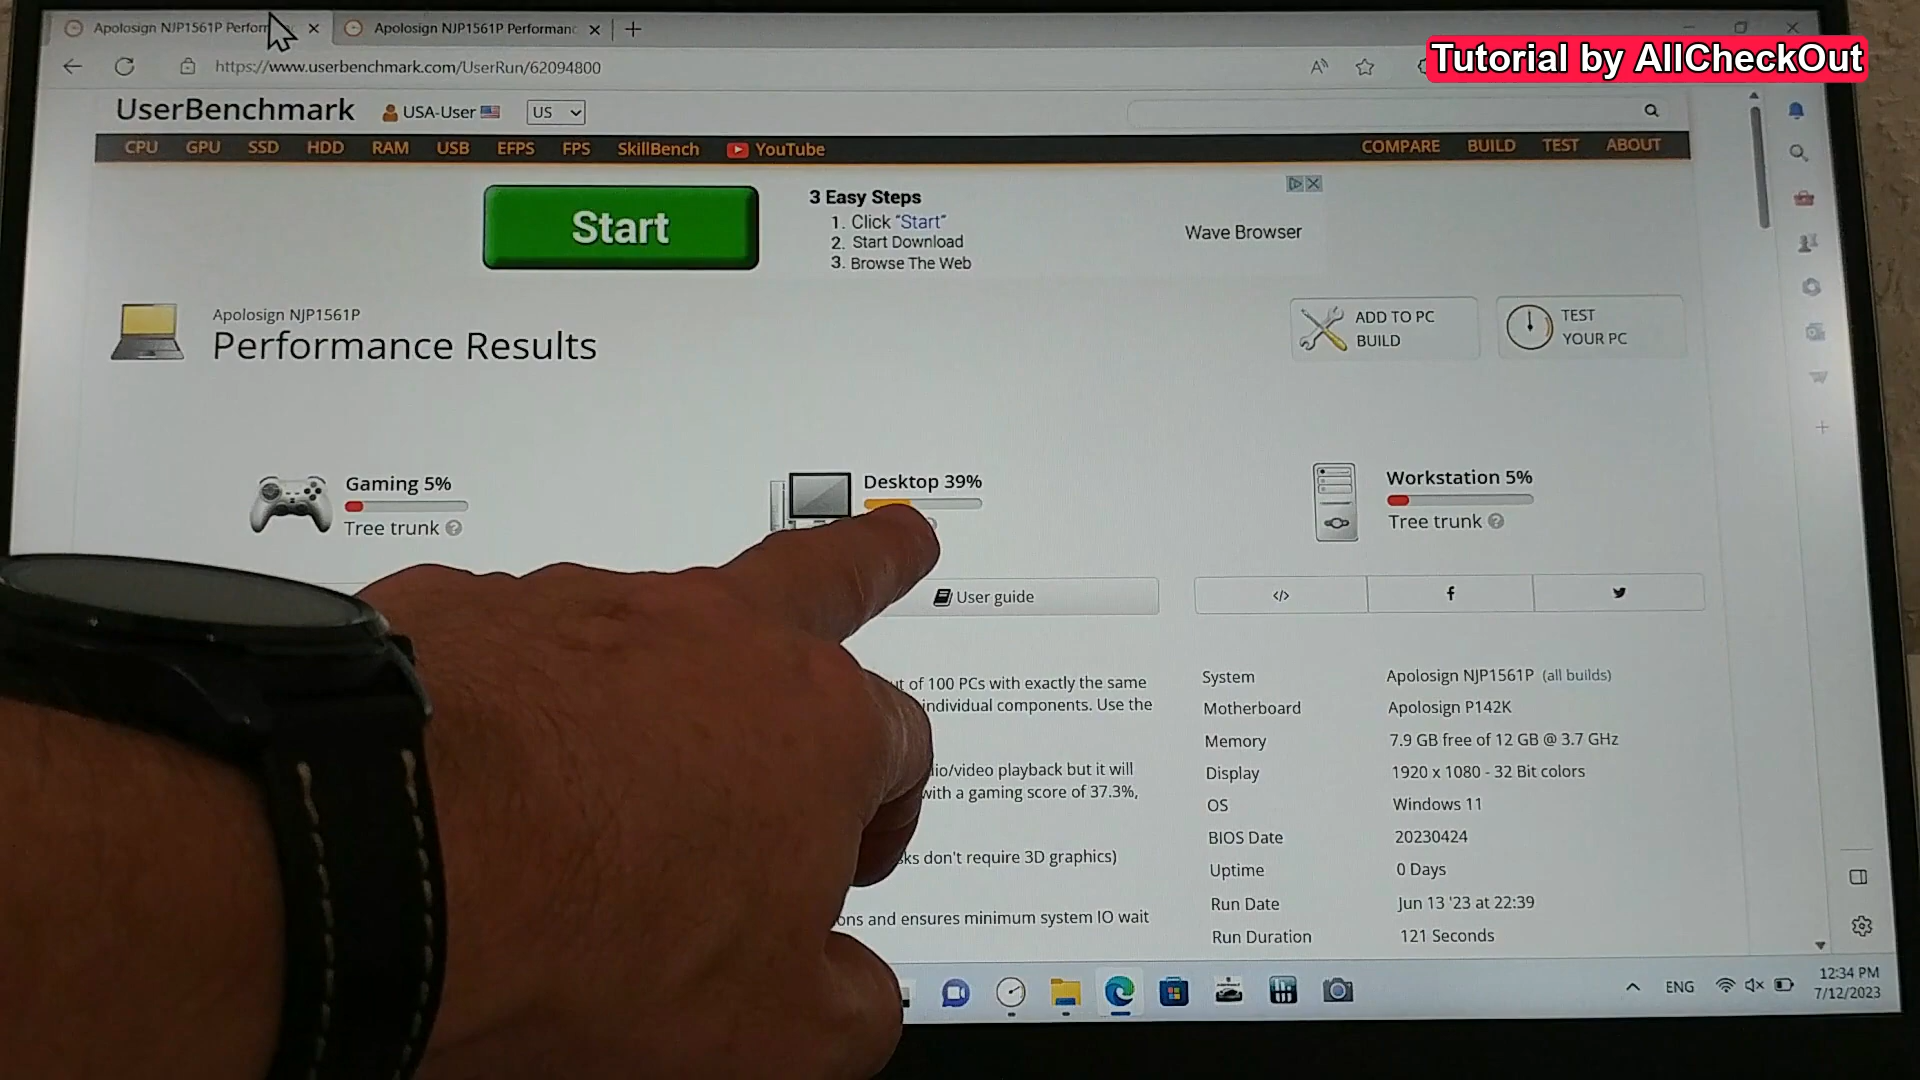 Apolosign NJP1561P Perfor
Apolosign NJP1561P Performan
https://www.userbenchmark.com/UserRun/62094800
Tutorial by AllCheckOut
UserBenchmark
USA-User
US
CPU GPU SSD HDD RAM USB EFPS FPS SkillBench YouTube
COMPARE BUILD TEST ABOUT
Start
3 Easy Steps
1. Click "Start"
2. Start Download
3. Browse The Web
Wave Browser
Apolosign NJP1561P
Performance Results
ADD TO PC
BUILD
TEST
YOUR PC
Gaming 5%
Tree trunk
Desktop 39%
Workstation 5%
Tree trunk
User guide
of 100 PCs with exactly the same
individual components. Use the
io/video playback but it will
with a gaming score of 37.3%,
ks don't require 3D graphics)
ons and ensures minimum system IO wait
System Apolosign NJP1561P (all builds)
Motherboard Apolosign P142K
Memory 7.9 GB free of 12 GB @ 3.7 GHz
Display 1920 x 1080 - 32 Bit colors
OS Windows 11
BIOS Date 20230424
Uptime 0 Days
Run Date Jun 13 '23 at 22:39
Run Duration 121 Seconds
ENG
12:34 PM
7/12/2023